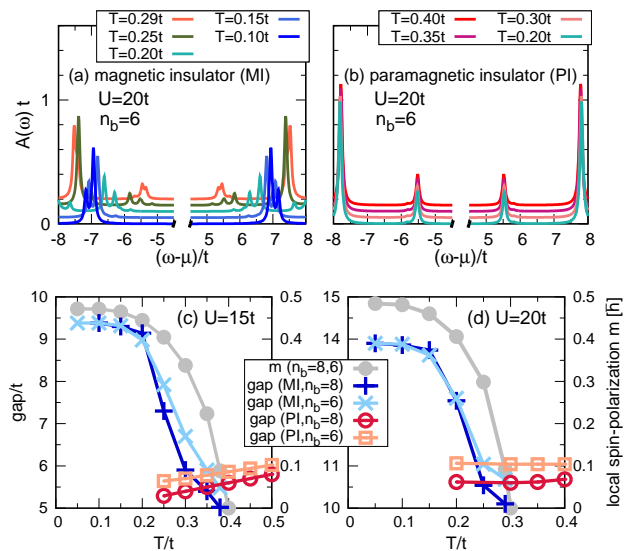 T=0.29t T=0.15t
T=0.25t T=0.10t
T=0.20t
T=0.40t T=0.30t
T=0.35t T=0.20t
(a) magnetic insulator (MI)
U=20t
n_b=6
(b) paramagnetic insulator (PI)
U=20t
n_b=6
A(ω) t
1
0
-8 -7 -6 5 6 7 8
(ω-μ)/t
-8 -7 -6 5 6 7 8
(ω-μ)/t
(c) U=15t
gap/t
10
9
8
7
6
5
0 0.1 0.2 0.3 0.4 0.5
T/t
0.5
0.4
0
(d) U=20t
15
14
13
12
11
10
0 0.1 0.2 0.3 0.4
T/t
0.5
0.4
0.3
0.2
0.1
0
local spin-polarization m [ħ]
m (n_b=8,6)
gap (MI,n_b=8)
gap (MI,n_b=6)
gap (PI,n_b=8)
gap (PI,n_b=6)